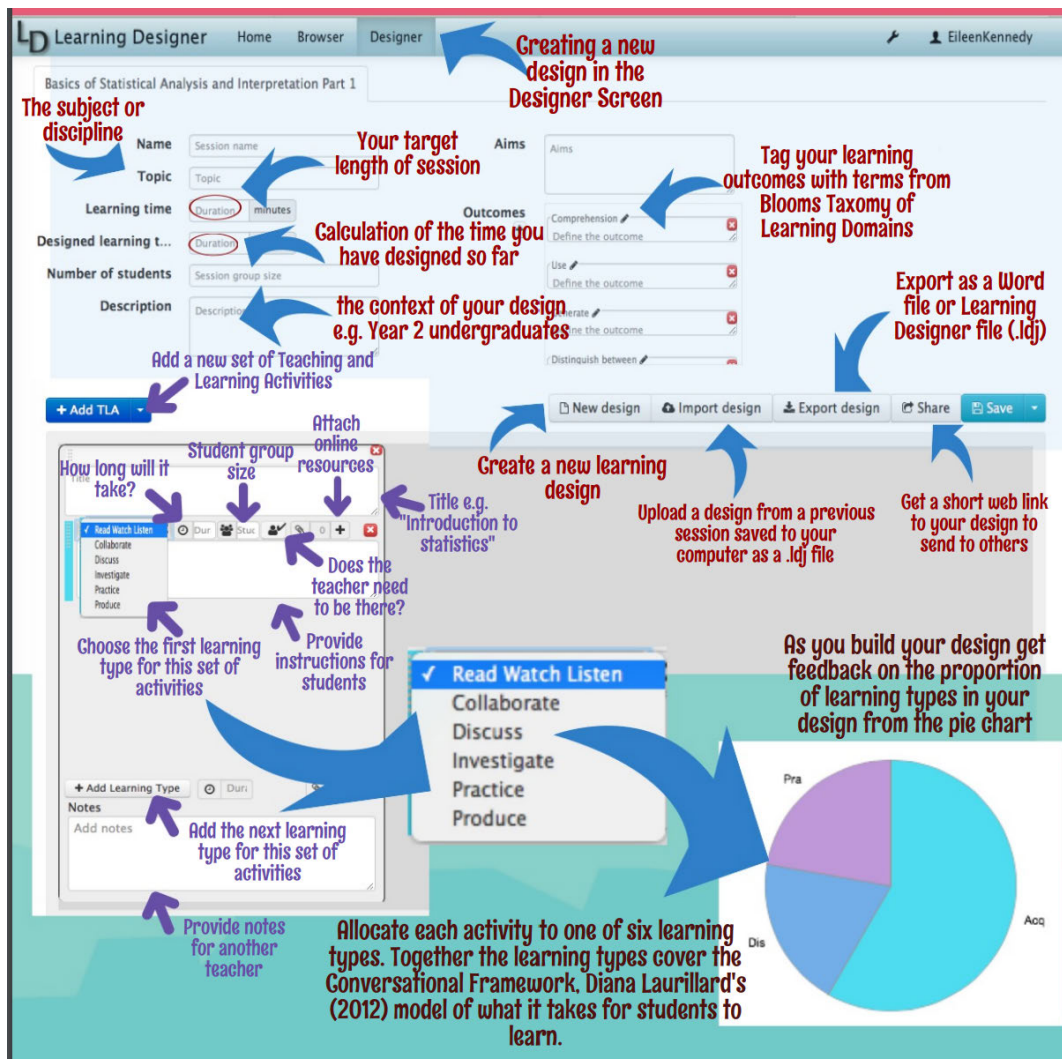 LD Learning Designer Home Browser Designer EileenKennedy
Creating a new
design in the
Designer Screen
Basics of Statistical Analysis and Interpretation Part 1
The subject or
discipline
Name
Session name
Your target
length of session
Topic
Topic
Learning time
Duration minutes
Designed learning t...
Duration
Calculation of the time you
have designed so far
Number of students
Session group size
Description
Description
the context of your design
e.g. Year 2 undergraduates
Aims
Aims
Tag your learning
outcomes with terms from
Blooms Taxomy of
Learning Domains
Outcomes
Comprehension
Define the outcome
Use
Define the outcome
Define the outcome
Distinguish between
Export as a Word
file or Learning
Designer file (.ldj)
Add a new set of Teaching and
Learning Activities
+ Add TLA
New design Import design Export design Share Save
Create a new learning
design
Upload a design from a previous
session saved to your
computer as a .ldj file
Get a short web link
to your design to
send to others
How long will it
take?
Student group
size
Attach
online
resources
Title e.g.
"Introduction to
statistics"
✓ Read Watch Listen
Collaborate
Discuss
Investigate
Practice
Produce
Dur Stuc 0 +
Does the
teacher need
to be there?
Choose the first learning
type for this set of
activities
Provide
instructions for
students
✓ Read Watch Listen
Collaborate
Discuss
Investigate
Practice
Produce
As you build your design get
feedback on the proportion
of learning types in your
design from the pie chart
Pra
Dis
Acq
+ Add Learning Type
Notes
Add notes
Add the next learning
type for this set of
activities
Provide notes
for another
teacher
Allocate each activity to one of six learning
types. Together the learning types cover the
Conversational Framework, Diana Laurillard's
(2012) model of what it takes for students to
learn.